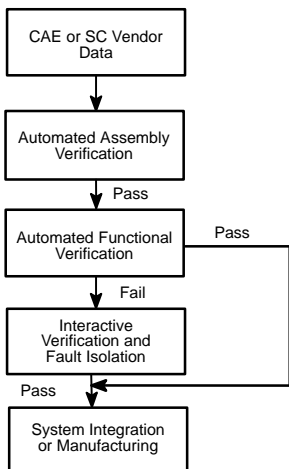 CAE or SC Vendor
Data
Automated Assembly
Verification
Pass
Automated Functional
Verification
Pass
Fail
Interactive
Verification and
Fault Isolation
Pass
System Integration
or Manufacturing